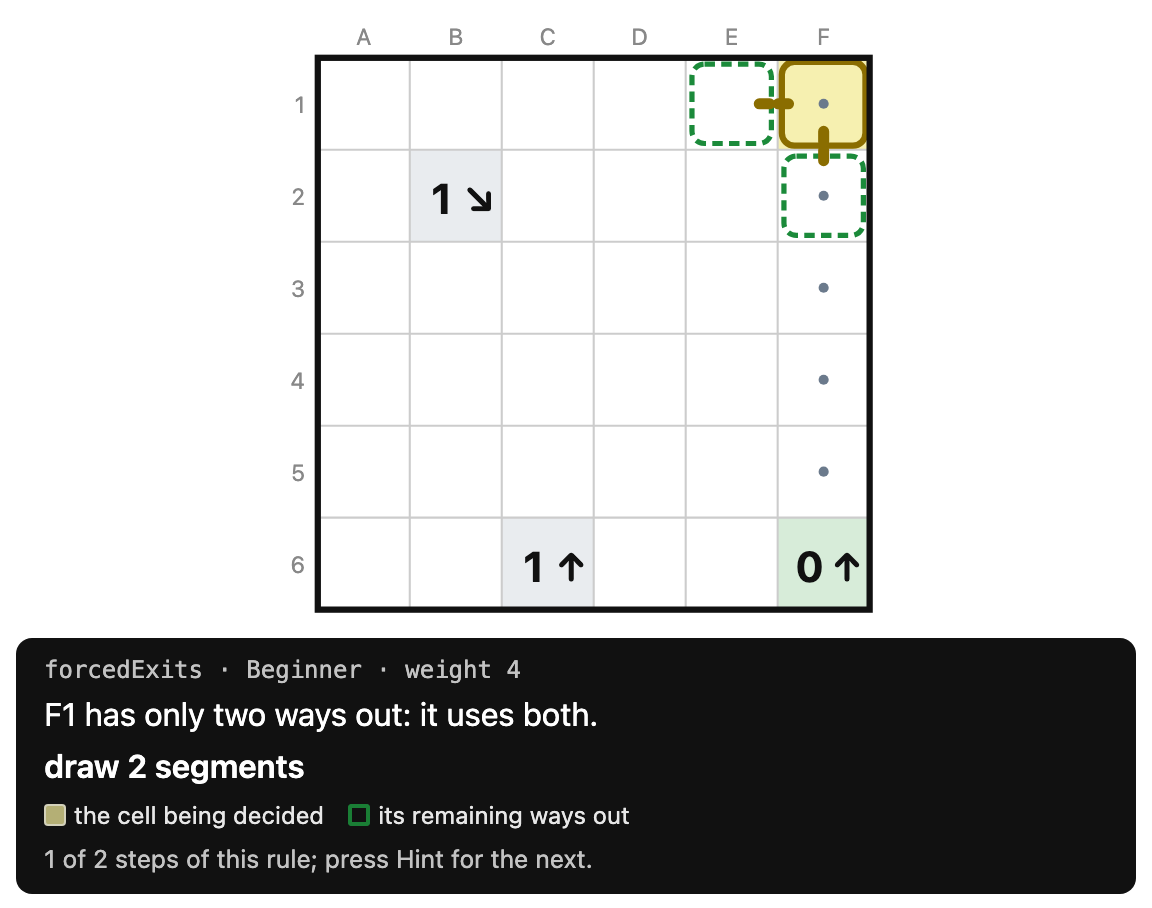 A B C D E F
1
2 1 ↘
3
4
5
6 1 ↑ 0 ↑
forcedExits · Beginner · weight 4
F1 has only two ways out: it uses both.
draw 2 segments
the cell being decided its remaining ways out
1 of 2 steps of this rule; press Hint for the next.